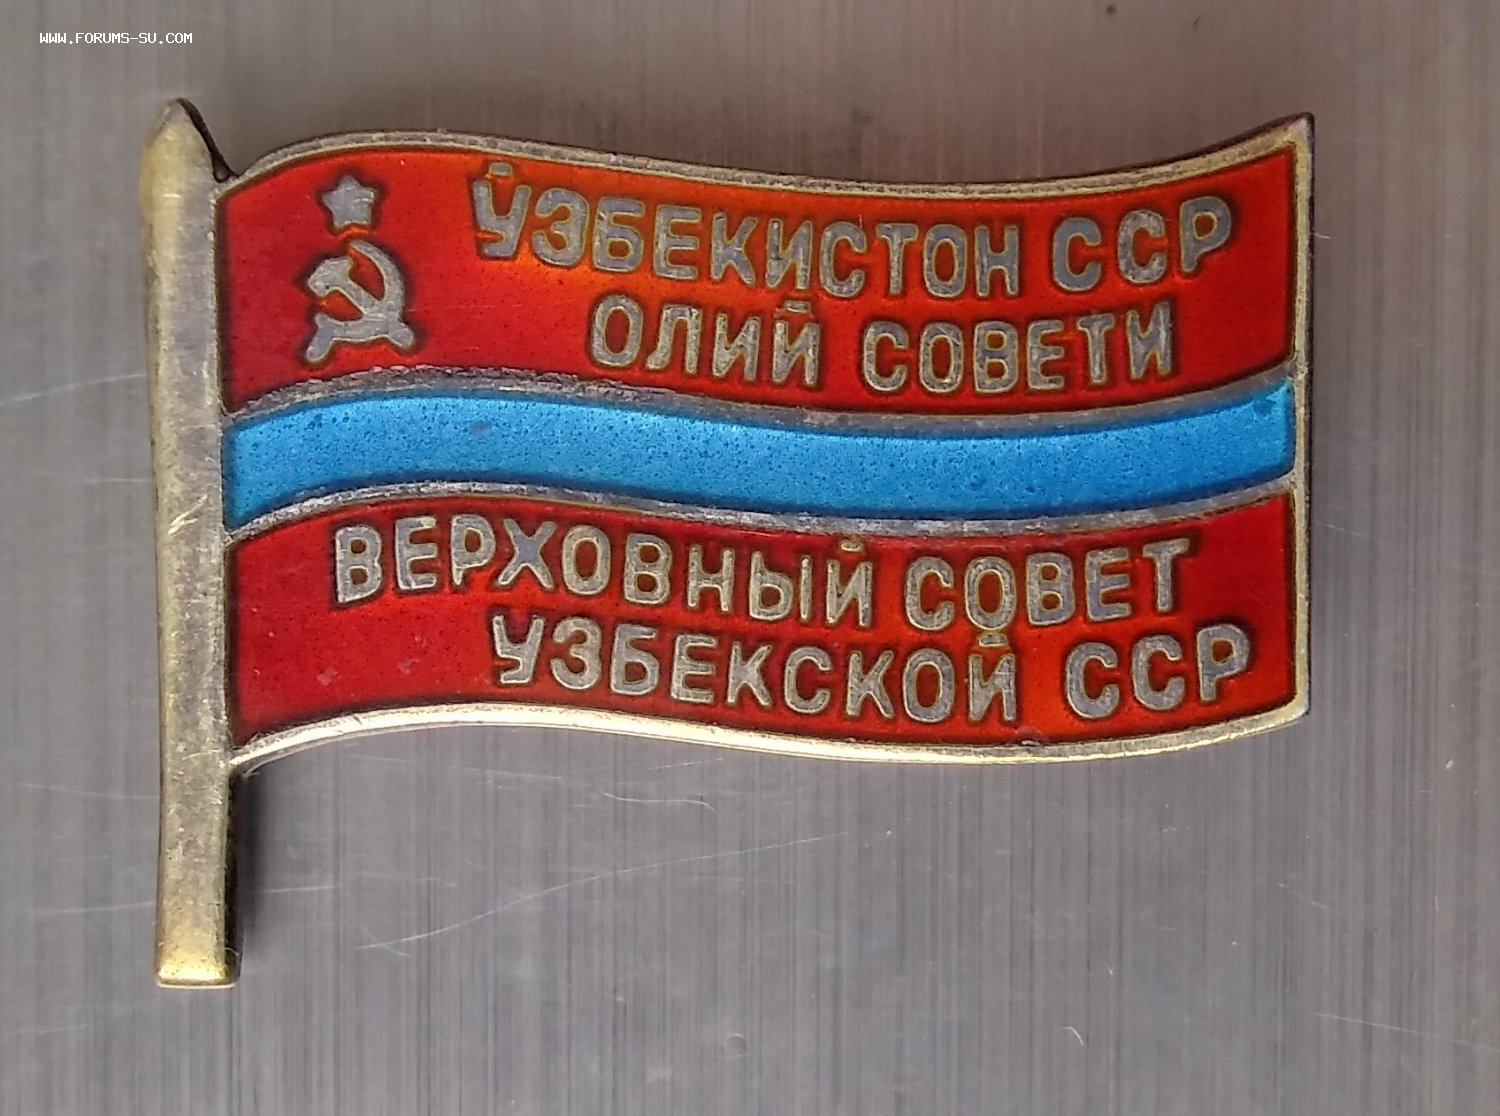 WWW.FORUMS-SU.COM
ЎЗБЕКИСТОН ССР
ОЛИЙ СОВЕТИ
ВЕРХОВНЫЙ СОВЕТ
УЗБЕКСКОЙ ССР